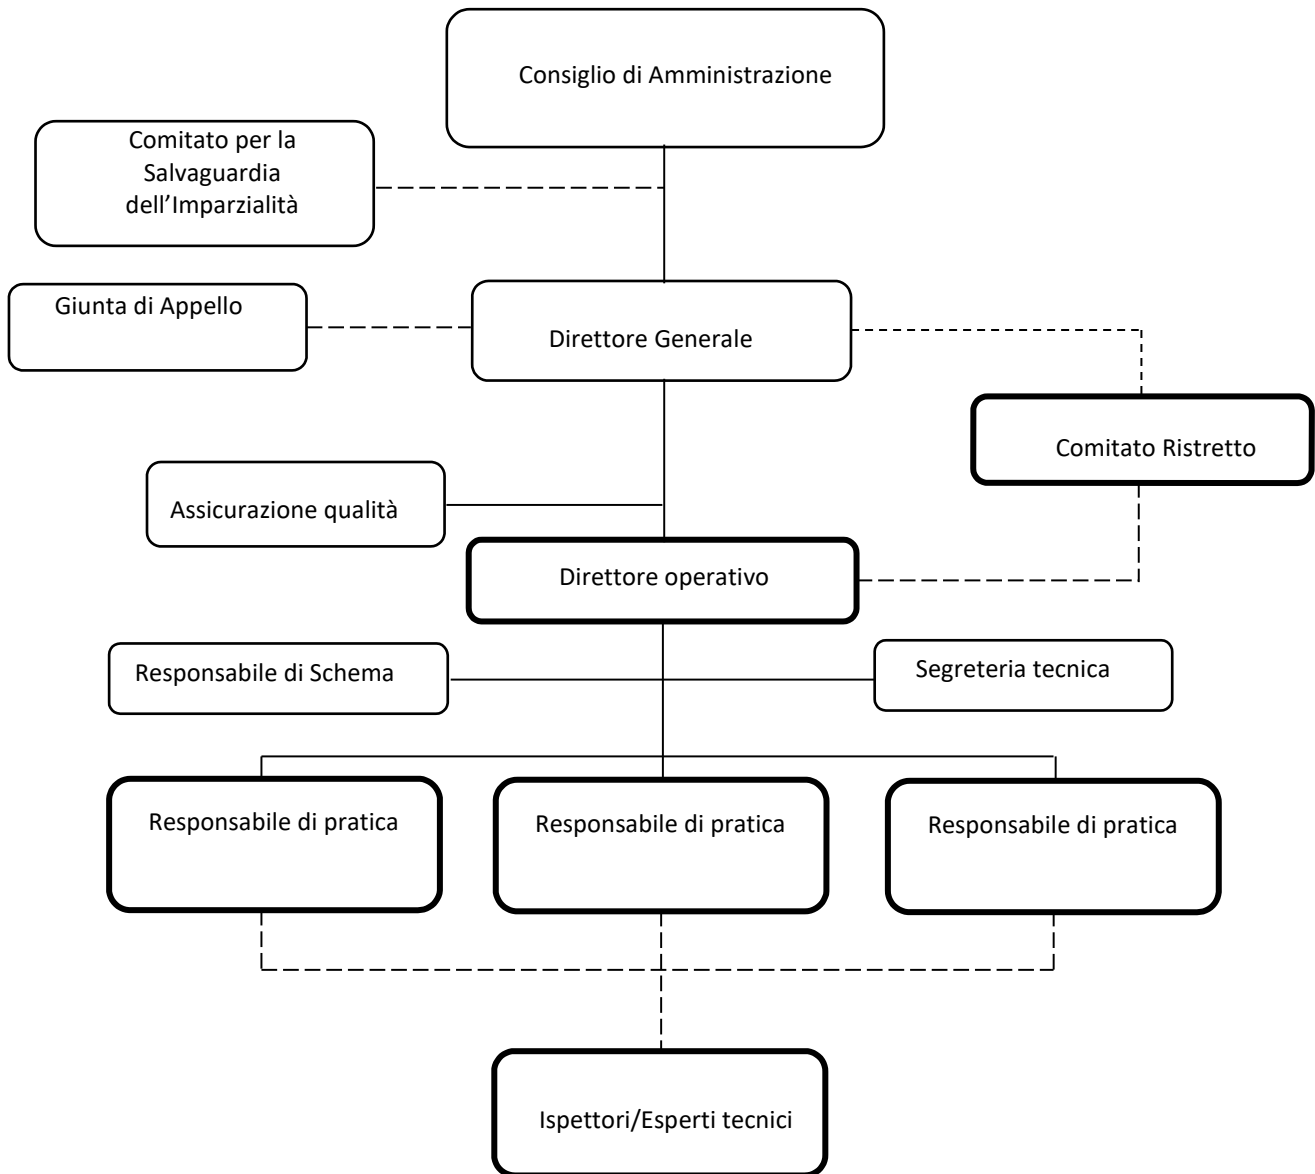 Consiglio di Amministrazione
Comitato per la
Salvaguardia
dell’Imparzialità
Giunta di Appello
Direttore Generale
Comitato Ristretto
Assicurazione qualità
Direttore operativo
Responsabile di Schema
Segreteria tecnica
Responsabile di pratica
Responsabile di pratica
Responsabile di pratica
Ispettori/Esperti tecnici